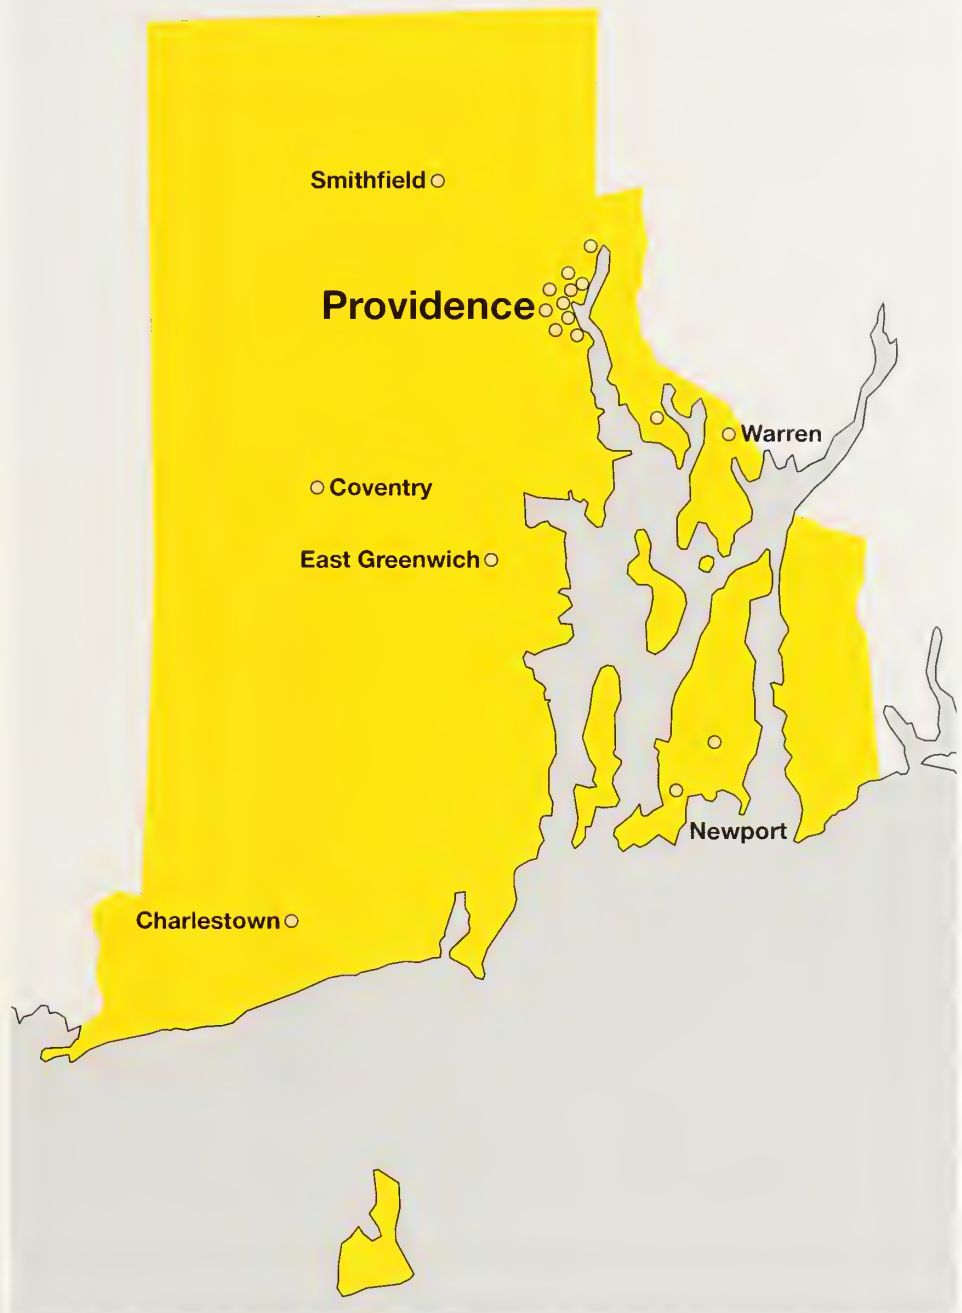 Smithfield
Providence
Warren
Coventry
East Greenwich
Newport
Charlestown